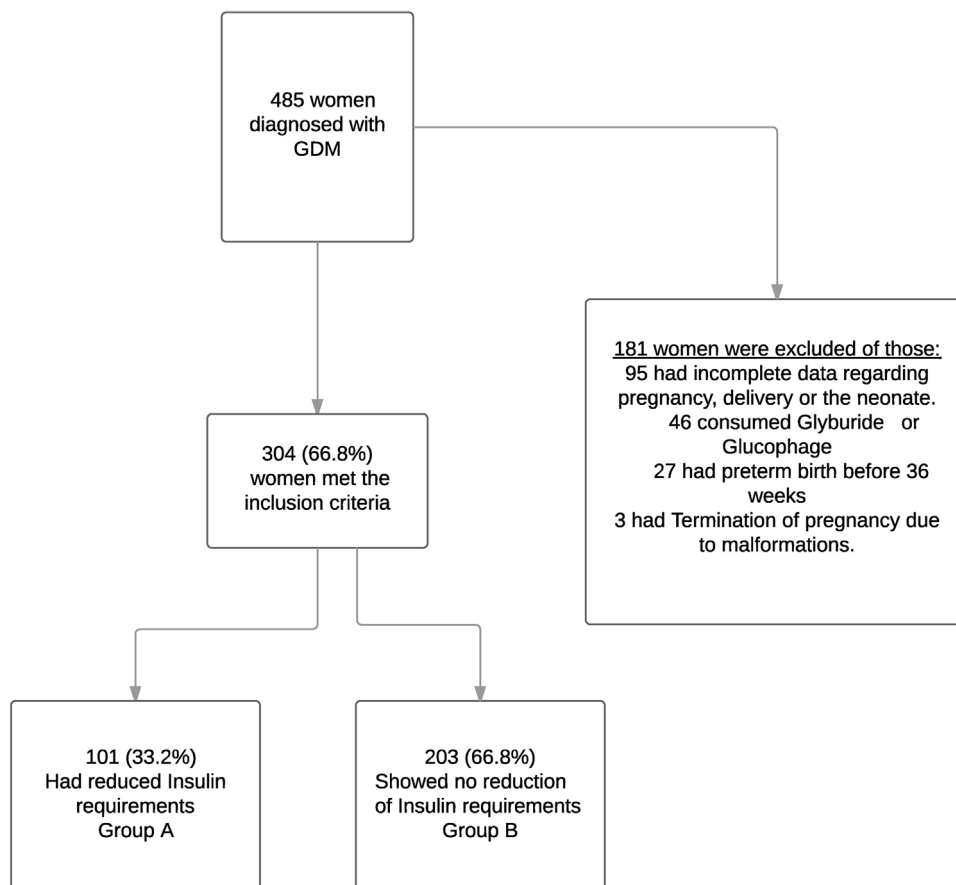 485 women
diagnosed with
GDM
181 women were excluded of those:
95 had incomplete data regarding
pregnancy, delivery or the neonate.
46 consumed Glyburide or
Glucophage
27 had preterm birth before 36
weeks
3 had Termination of pregnancy due
to malformations.
304 (66.8%)
women met the
inclusion criteria
101 (33.2%)
Had reduced Insulin
requirements
Group A
203 (66.8%)
Showed no reduction
of Insulin requirements
Group B